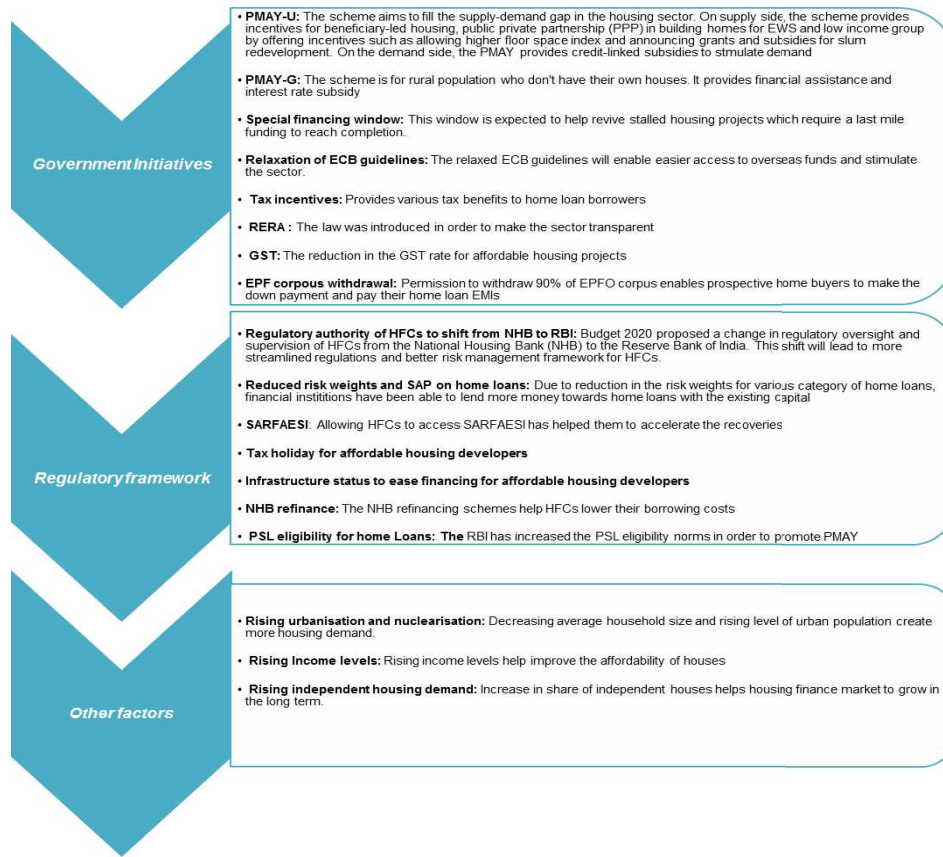 • PMAY-U: The scheme aims to fill the supply-demand gap in the housing sector. On supply side, the scheme provides
incentives for beneficiary-led housing, public private partnership (PPP) in building homes for EWS and low income group
by offering incentives such as allowing higher floor space index and announcing grants and subsidies for slum
redevelopment. On the demand side, the PMAY provides credit-linked subsidies to stmulate demand
• PMAY-G: The scheme is for rural population who don't have their own houses. It provides financial assistance and
interest rate subsidy
• Special financing window: This window is expected to help revive stalled housing projects which require a last mile
funding to reach completion.
Government Initiatives
• Relaxation of ECB guidelines: The relaxed ECB guidelines will enable easier access to overseas funds and stimulate
the sector.
• Tax incentives: Provides various tax benefits to home loan borrowers
• RERA : The law was introduced in order to make the sector transparent
• GST: The reduction in the GST rate for affordable housing projects
• EPF corpous withdrawal: Permission to withdraw 90% of EPFO corpus enables prospective home buyers to make the
down payment and pay their home loan EMIs
• Regulatory authority of HFCs to shift from NHB to RBI: Budget 2020 proposed a change in regulatory oversight and
supervision of HFCs from the National Housing Bank (NHB) to the Reserve Bank of India. This shift will lead to more
streamlined regulations and better risk management framework for HFCs.
• Reduced risk weights and SAP on home loans: Due to reduction in the risk weights for various category of home loans,
financial instititions have been able to lend more money towards home loans with the existing capital
• SARFAESI: Allowing HFCs to access SARFAESI has helped them to accelerate the recoveries
• Tax holiday for affordable housing developers
Regulatory framework
• Infrastructure status to ease financing for affordable housing developers
• NHB refinance: The NHB refinancing schemes help HFCs lower their borrowing costs
• PSL eligibility for home Loans: The RBI has increased the PSL eligibility norms in order to promote PMAY
• Rising urbanisation and nuclearisation: Decreasing average household size and rising level of urban population create
more housing demand.
• Rising Income levels: Rising income levels help improve the affordability of houses
• Rising independent housing demand: Increase in share of independent houses helps housing finance market to grow in
the long term.
Other factors